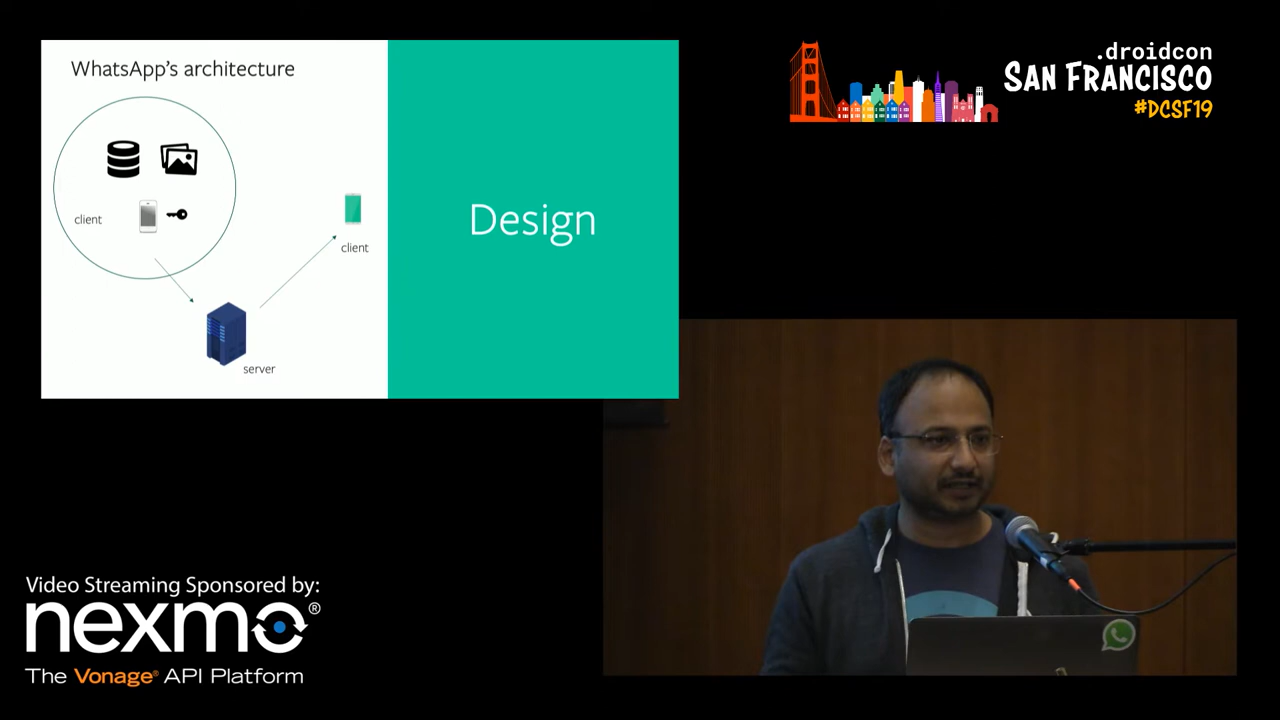 WhatsApp's architecture
client
client
server
Design
.droidcon
SAN FRANCISCO
#DCSF19
Video Streaming Sponsored by:
nexmo®
The Vonage® API Platform